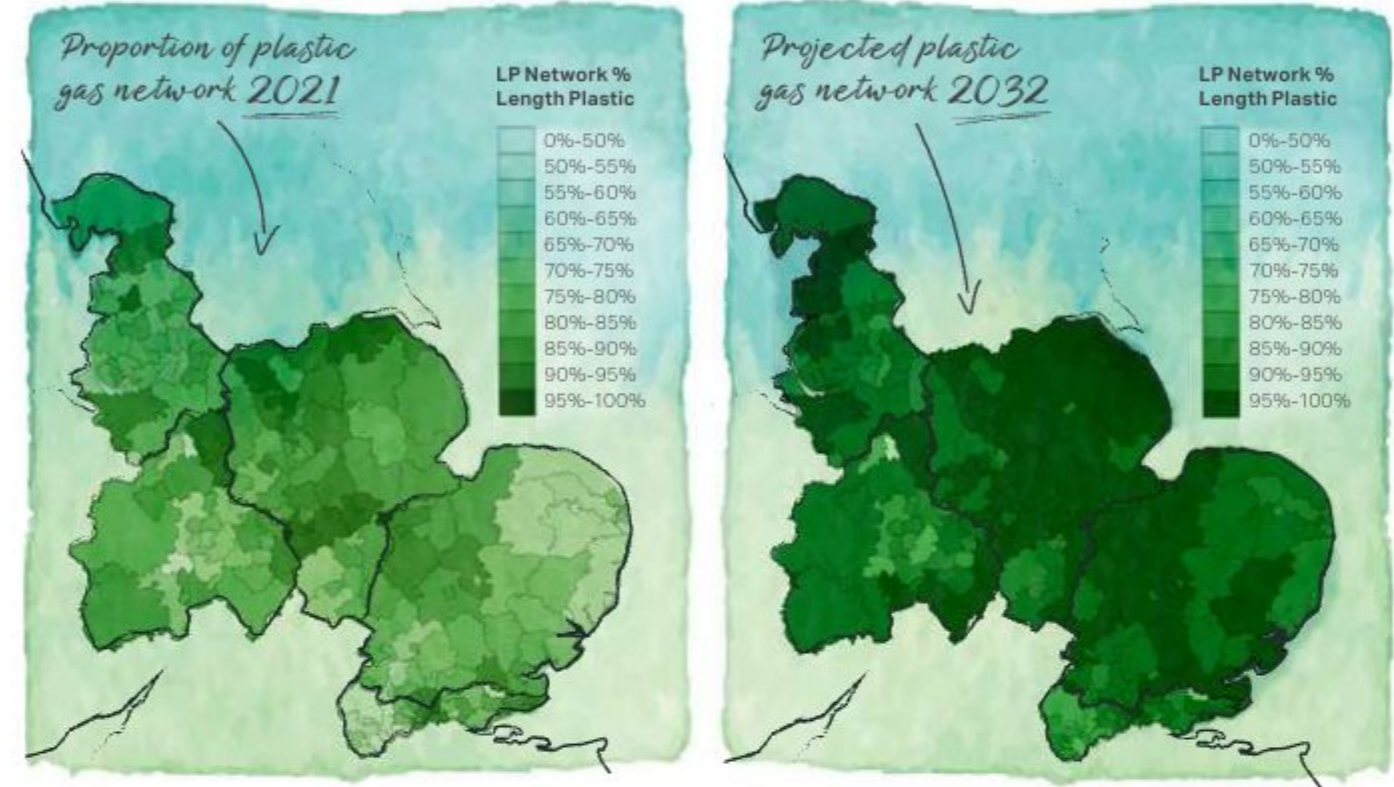 Proportion of plastic
gas network 2021
LP Network %
Length Plastic
0%-50%
50%-55%
55%-60%
60%-65%
65%-70%
70%-75%
75%-80%
80%-85%
85%-90%
90%-95%
95%-100%
Projected plastic
gas network 2032
LP Network %
Length Plastic
0%-50%
50%-55%
55%-60%
60%-65%
65%-70%
70%-75%
75%-80%
80%-85%
85%-90%
90%-95%
95%-100%